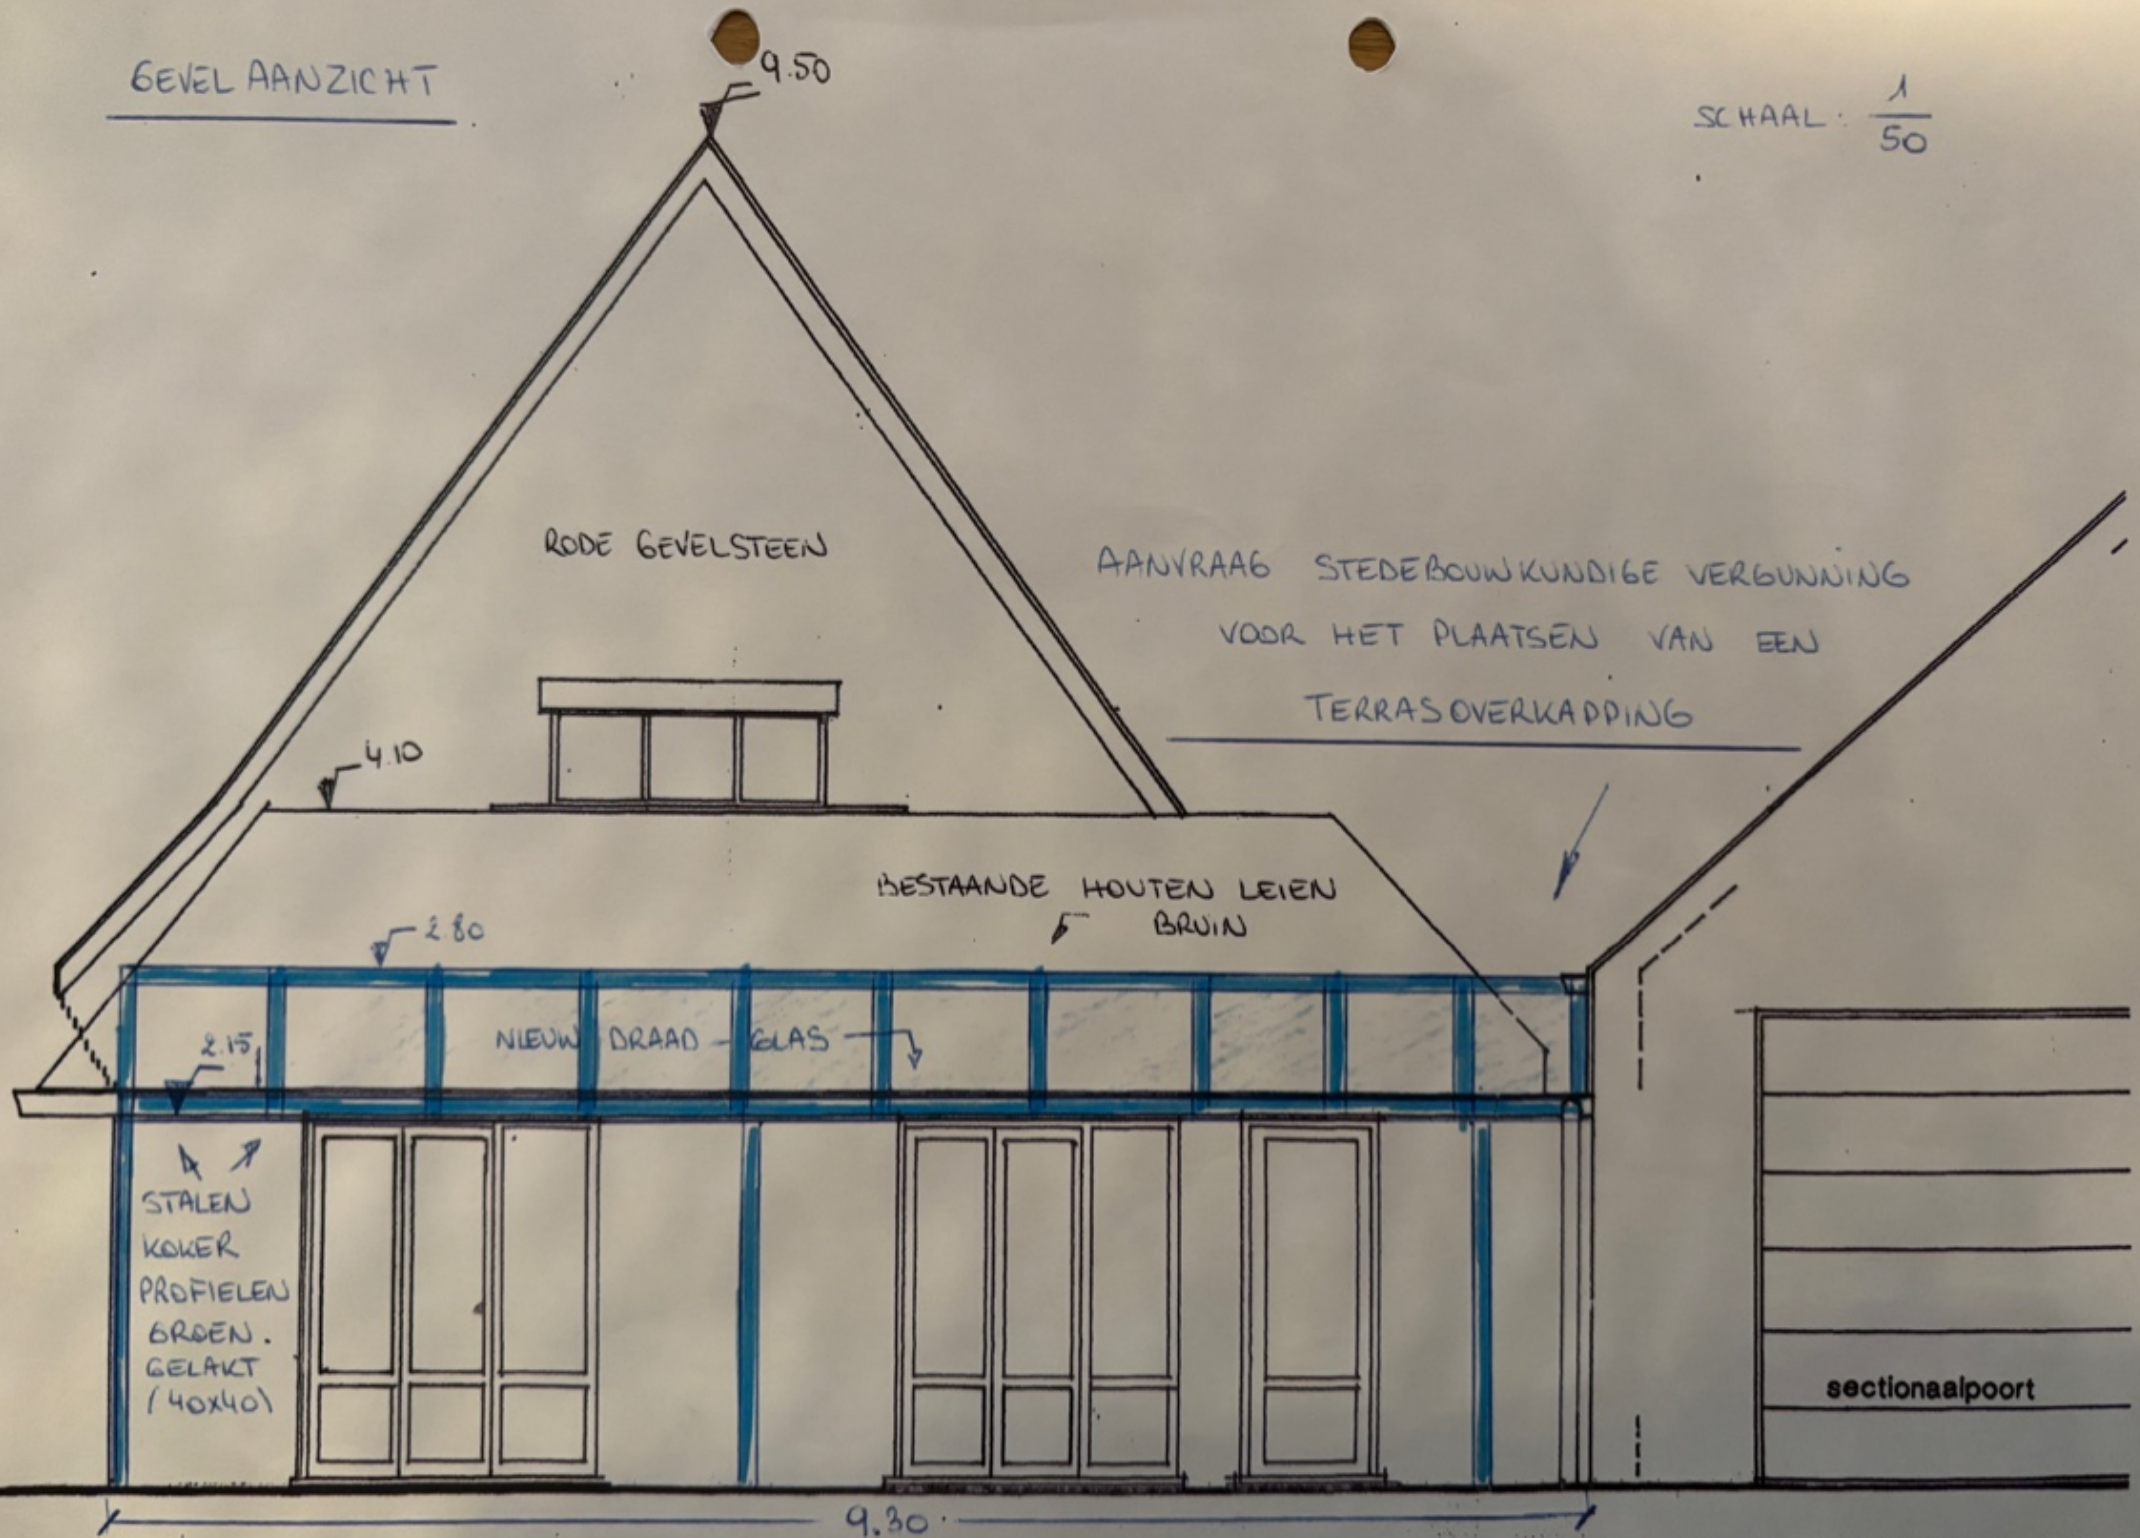 GEVEL AANZICHT
9.50
SCHAAL: 1/50
RODE GEVELSTEEN
AANVRAAG STEDEBOUWKUNDIGE VERGUNNING
VOOR HET PLAATSEN VAN EEN
TERRASOVERKAPPING
4.10
BESTAANDE HOUTEN LEIEN
BRUIN
2.80
NIEUW DRAAD - GLAS
2.15
STALEN
KOKER
PROFIELEN
GROEN.
GELAKT
(40x40)
sectionaalpoort
9.30